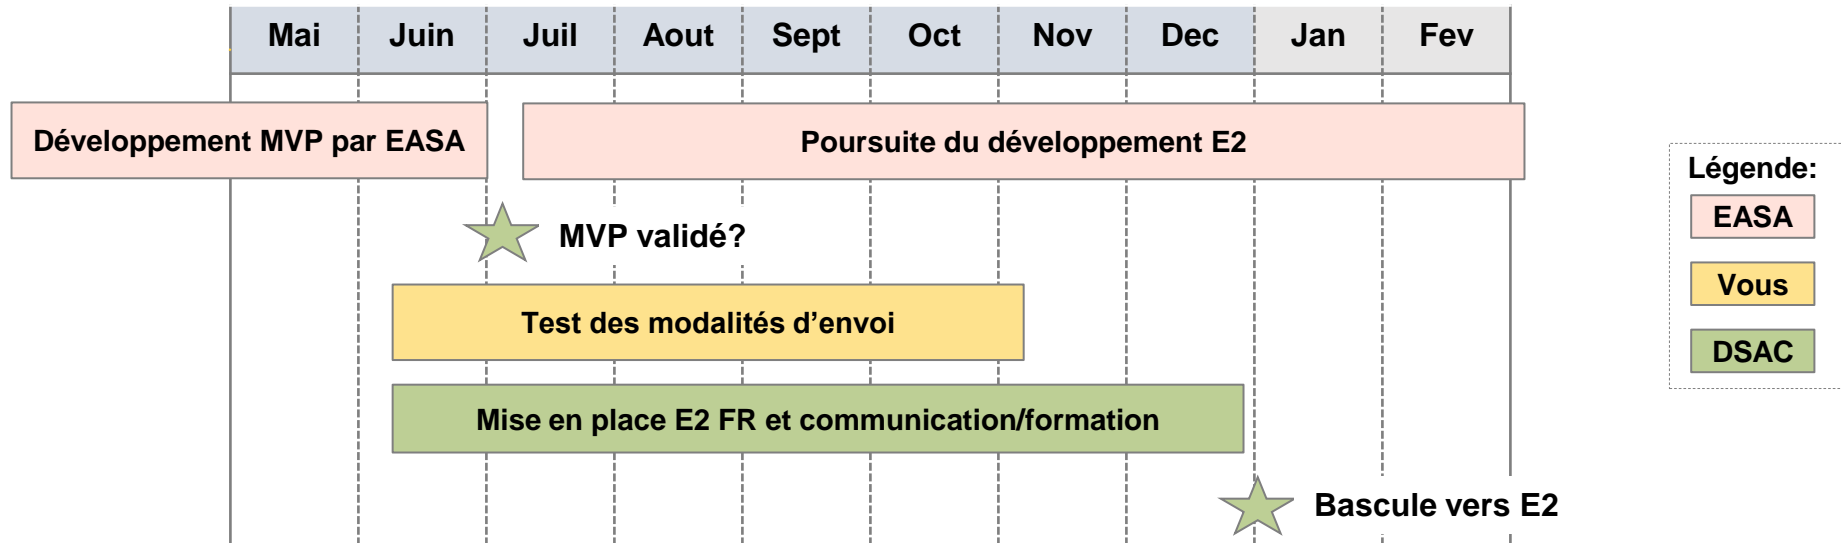 Mai Juin Juil Aout Sept Oct Nov Dec Jan Fev
Développement MVP par EASA
Poursuite du développement E2
MVP validé?
Test des modalités d’envoi
Mise en place E2 FR et communication/formation
Bascule vers E2
Légende:
EASA
Vous
DSAC